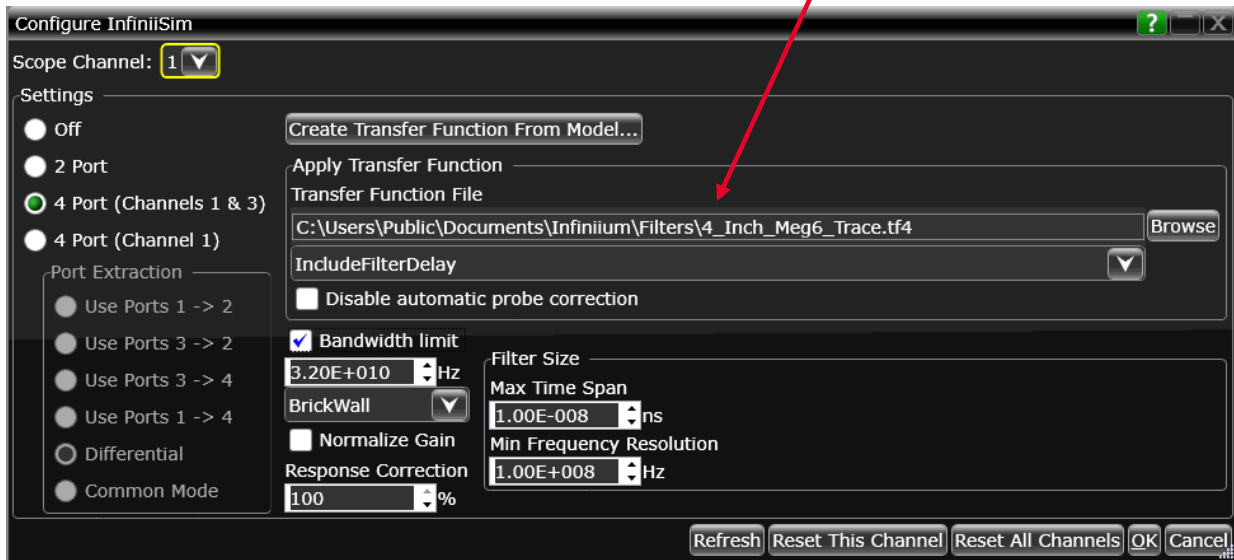 Configure InfiniiSim
?
X
Scope Channel: 1
Settings
Off
2 Port
4 Port (Channels 1 & 3)
4 Port (Channel 1)
Port Extraction
Use Ports 1 -> 2
Use Ports 3 -> 2
Use Ports 3 -> 4
Use Ports 1 -> 4
Differential
Common Mode
Create Transfer Function From Model...
Apply Transfer Function
Transfer Function File
C:\Users\Public\Documents\Infiniium\Filters\4_Inch_Meg6_Trace.tf4 Browse
IncludeFilterDelay
Disable automatic probe correction
Bandwidth limit
3.20E+010 Hz
BrickWall
Normalize Gain
Response Correction
100 %
Filter Size
Max Time Span
1.00E-008 ns
Min Frequency Resolution
1.00E+008 Hz
Refresh Reset This Channel Reset All Channels OK Cancel